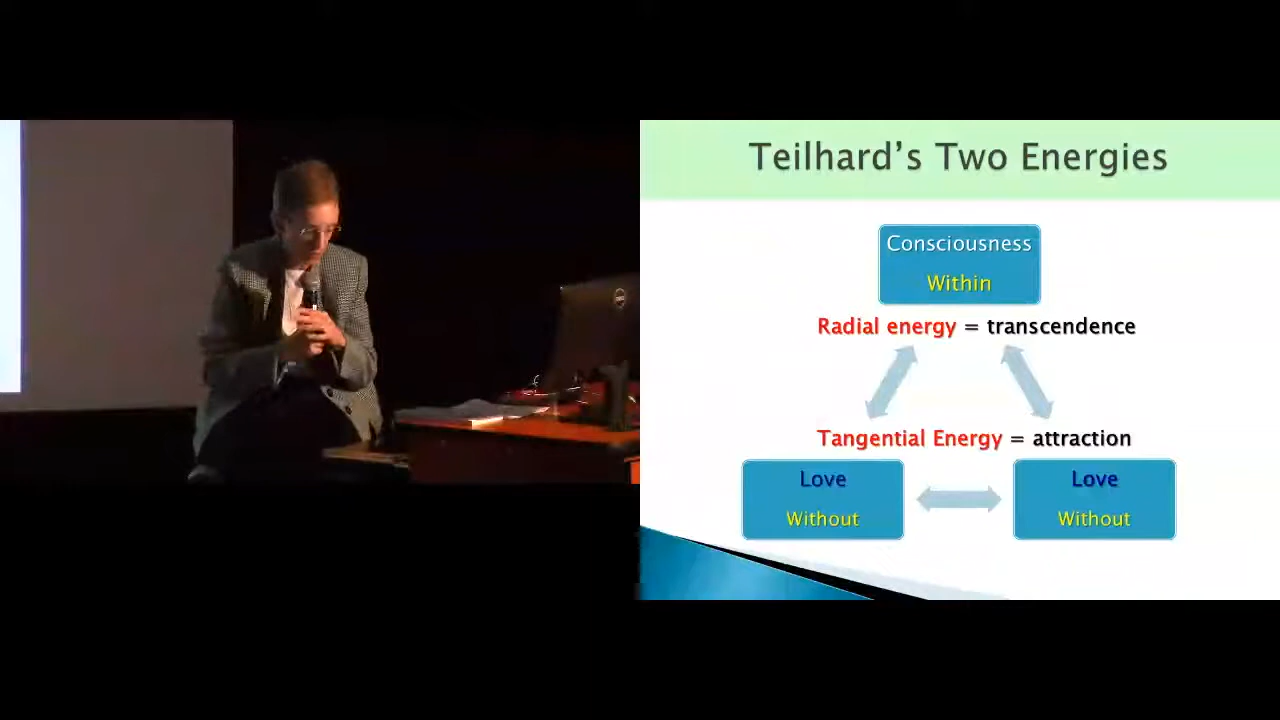 Teilhard's Two Energies
Consciousness
Within
Radial energy = transcendence
Tangential Energy = attraction
Love
Without
Love
Without